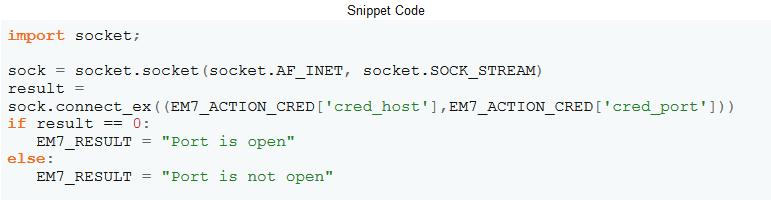 Snippet Code
import socket;
sock = socket.socket(socket.AF_INET, socket.SOCK_STREAM)
result =
sock.connect_ex((EM7_ACTION_CRED['cred_host'],EM7_ACTION_CRED['cred_port']))
if result == 0:
   EM7_RESULT = "Port is open"
else:
   EM7_RESULT = "Port is not open"